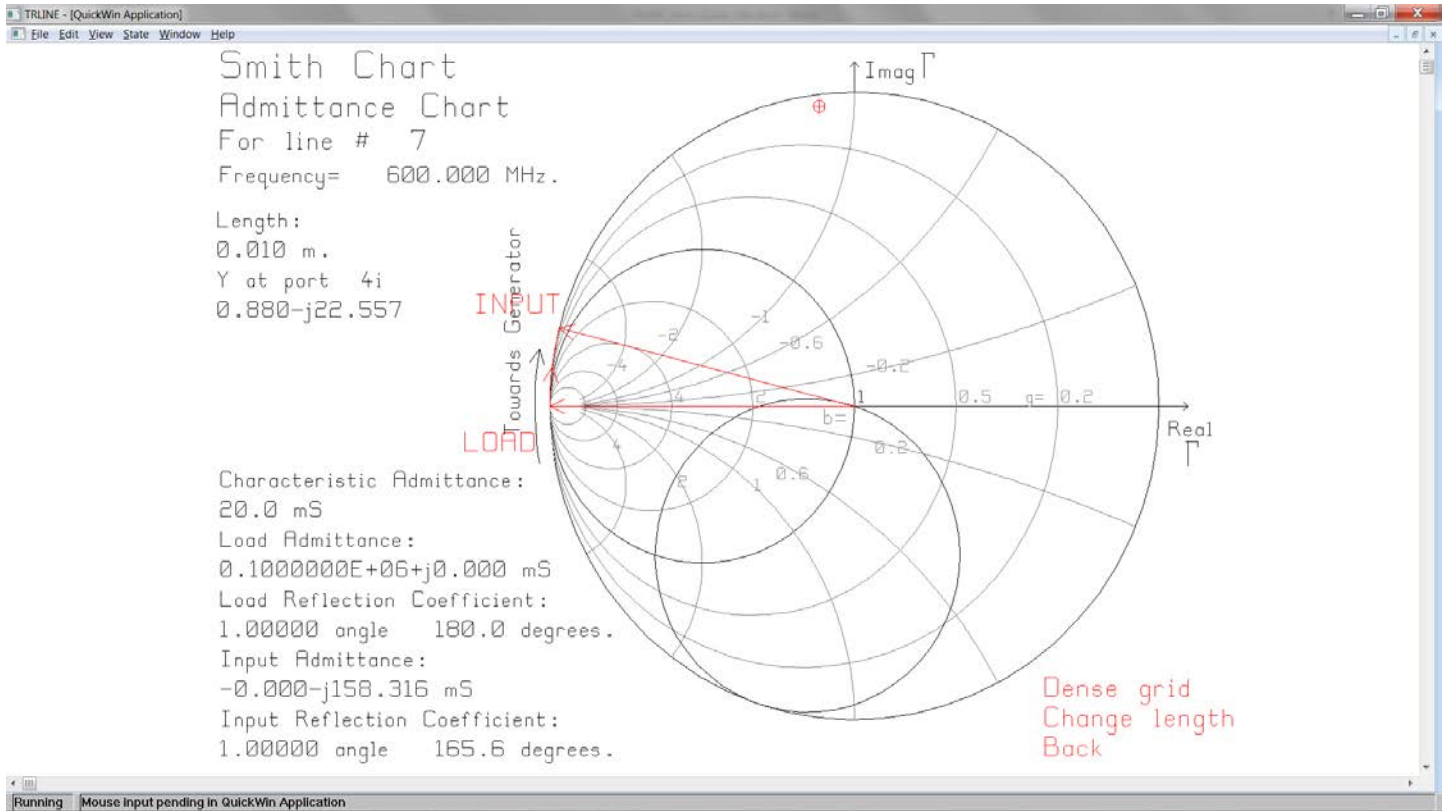 TRLINE - [QuickWin Application]
File Edit View State Window Help
Smith Chart
Admittance Chart
For line # 7
Frequency= 600.000 MHz.
Length:
0.010 m.
Y at port 4i
0.880-j22.557
Towards Generator
INPUT
LOAD
Characteristic Admittance:
20.0 mS
Load Admittance:
0.1000000E+06+j0.000 mS
Load Reflection Coefficient:
1.00000 angle 180.0 degrees.
Input Admittance:
-0.000-j158.316 mS
Input Reflection Coefficient:
1.00000 angle 165.6 degrees.
Imag Γ
-1
-2
-0.6
-4
-0.2
4 2 1 0.5 g= 0.2
b=
Real
Γ
4
0.2
2
1
0.6
Dense grid
Change length
Back
Running Mouse input pending in QuickWin Application